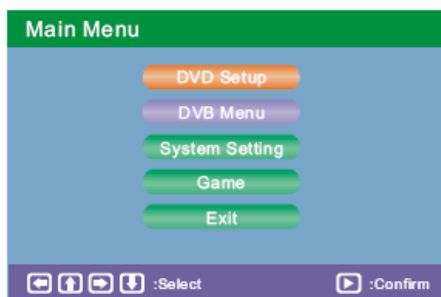 Main Menu
DVD Setup
DVB Menu
System Setting
Game
Exit
:Select :Confirm